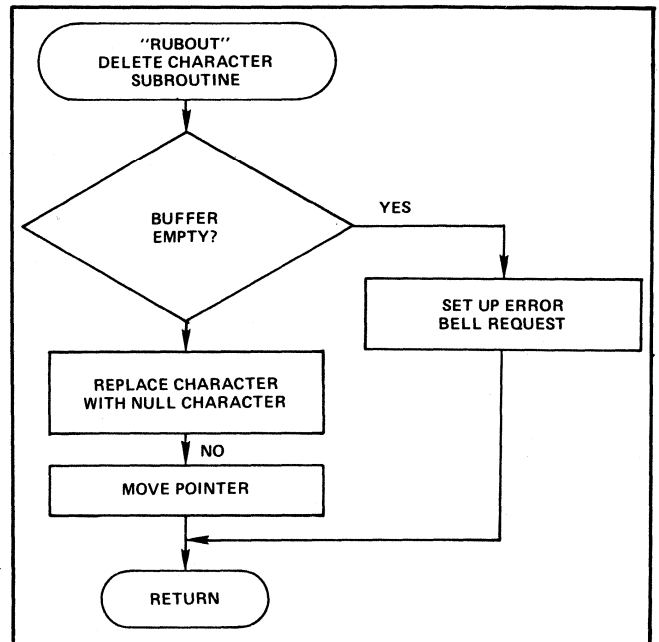 "RUBOUT"
DELETE CHARACTER
SUBROUTINE
BUFFER
EMPTY?
YES
SET UP ERROR
BELL REQUEST
REPLACE CHARACTER
WITH NULL CHARACTER
NO
MOVE POINTER
RETURN